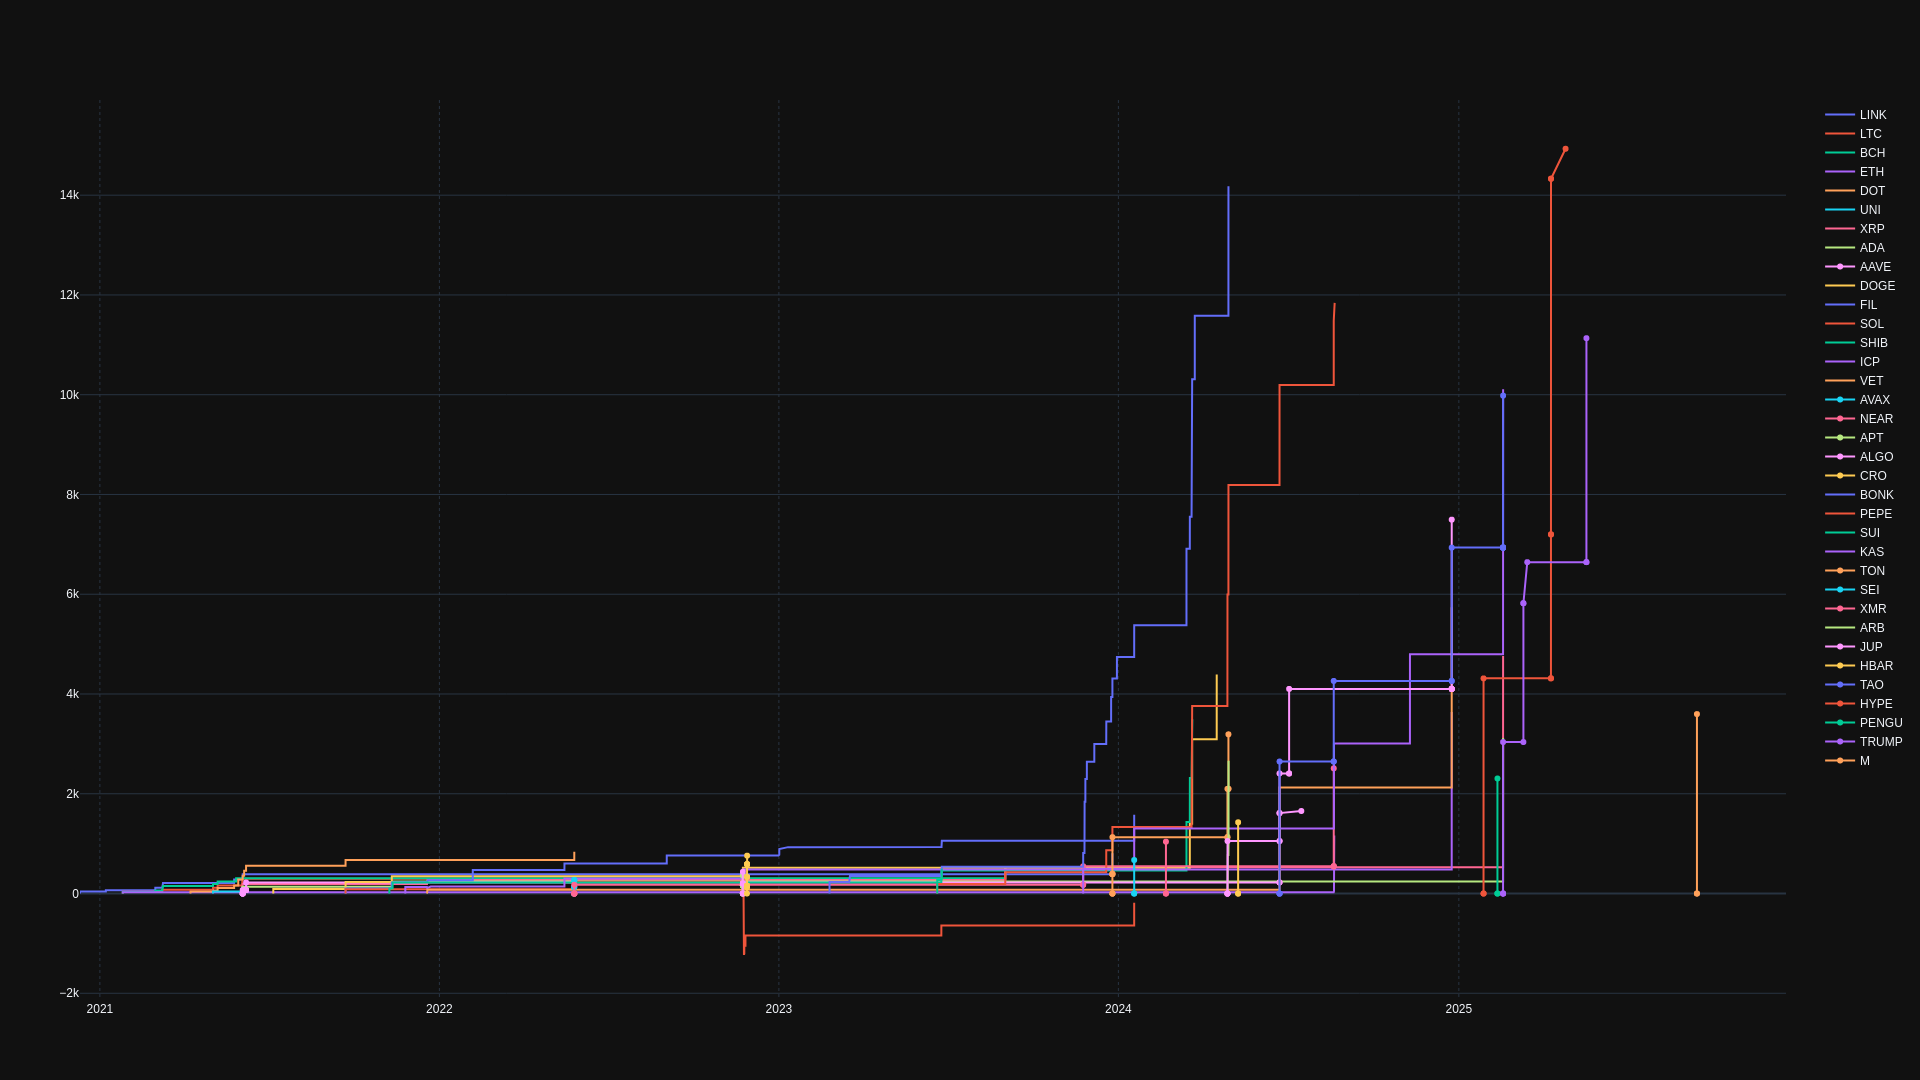 14k
12k
10k
8k
6k
4k
2k
0
−2k
2021 2022 2023 2024 2025
LINK
LTC
BCH
ETH
DOT
UNI
XRP
ADA
AAVE
DOGE
FIL
SOL
SHIB
ICP
VET
AVAX
NEAR
APT
ALGO
CRO
BONK
PEPE
SUI
KAS
TON
SEI
XMR
ARB
JUP
HBAR
TAO
HYPE
PENGU
TRUMP
M